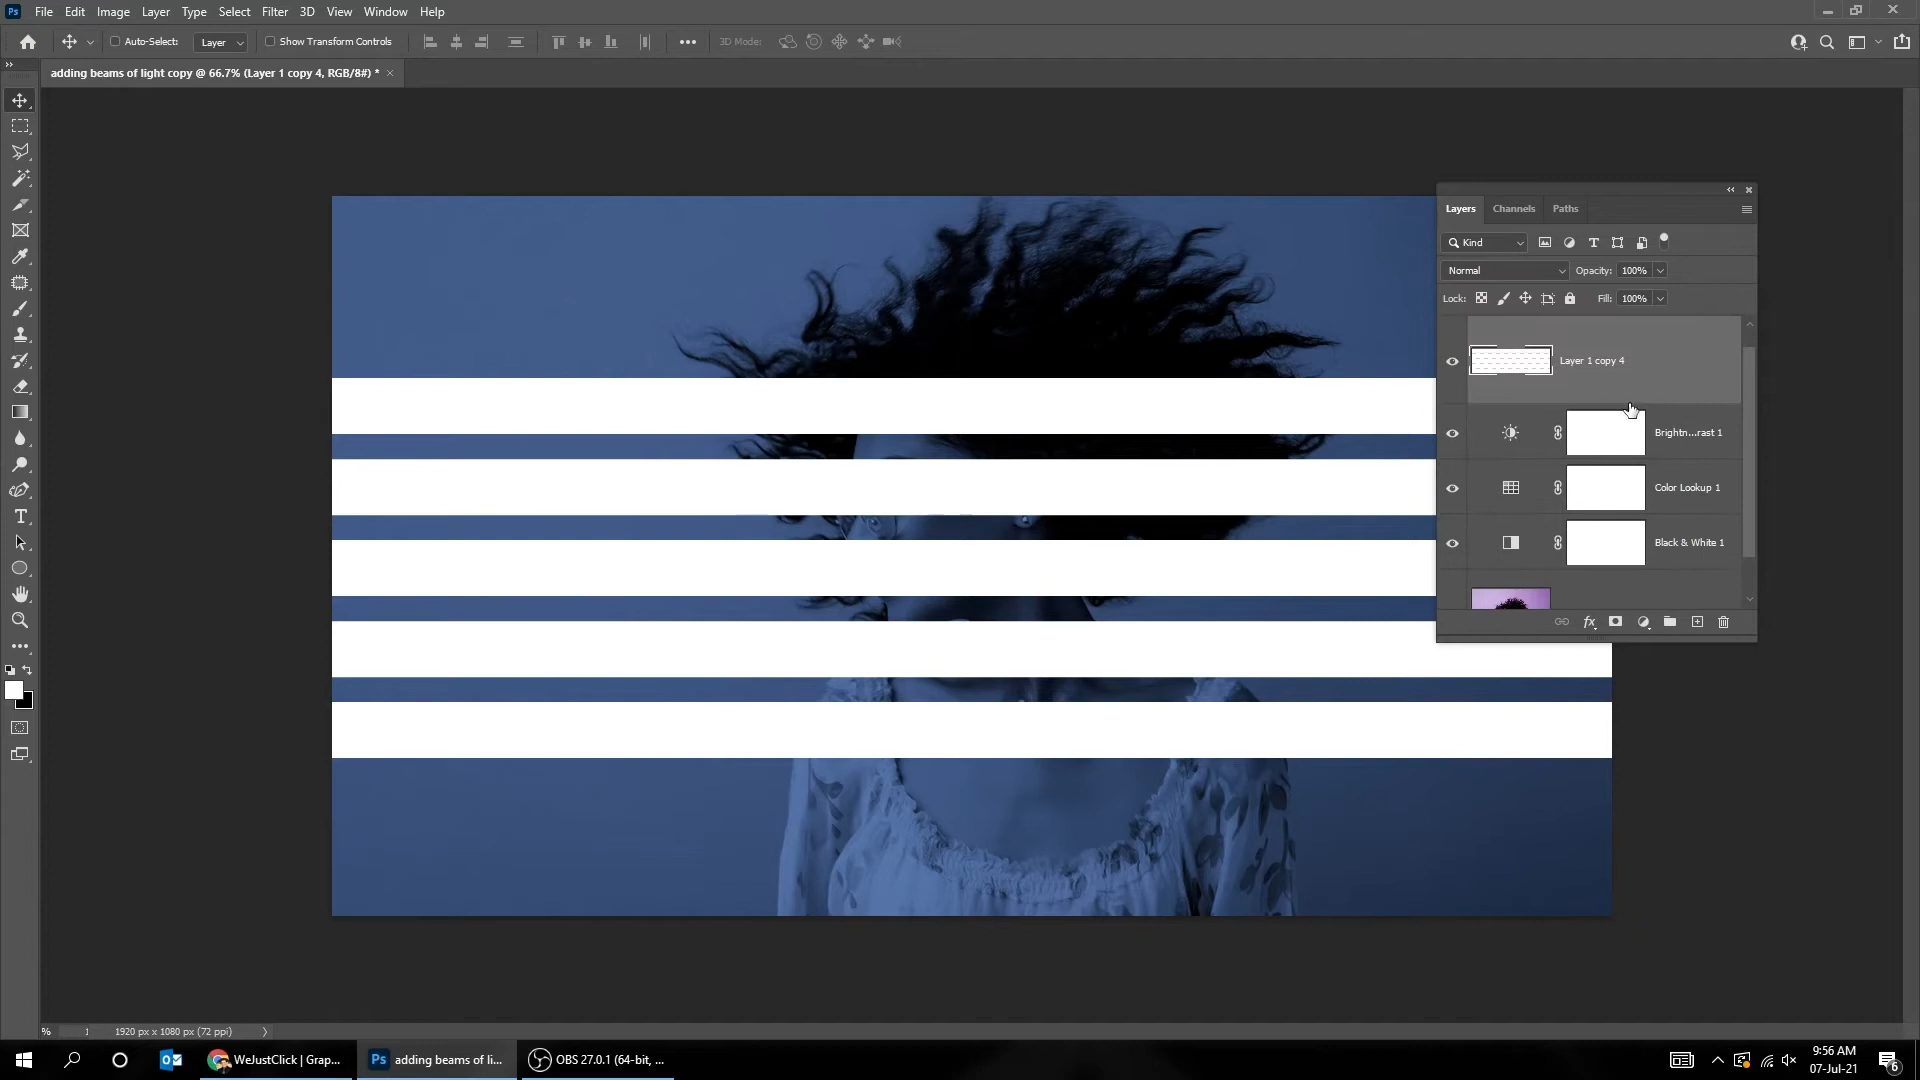 Ps File Edit Image Layer Type Select Filter 3D View Window Help
Auto-Select: Layer Show Transform Controls 3D Mode:
adding beams of light copy @ 66.7% (Layer 1 copy 4, RGB/8#) *
Layers Channels Paths
Kind
Normal Opacity: 100%
Lock: Fill: 100%
Layer 1 copy 4
Brightn...rast 1
Color Lookup 1
Black & White 1
% 1 1920 px x 1080 px (72 ppi)
WeJustClick | Grap... Ps adding beams of li... OBS 27.0.1 (64-bit, ...
9:56 AM
07-Jul-21
6